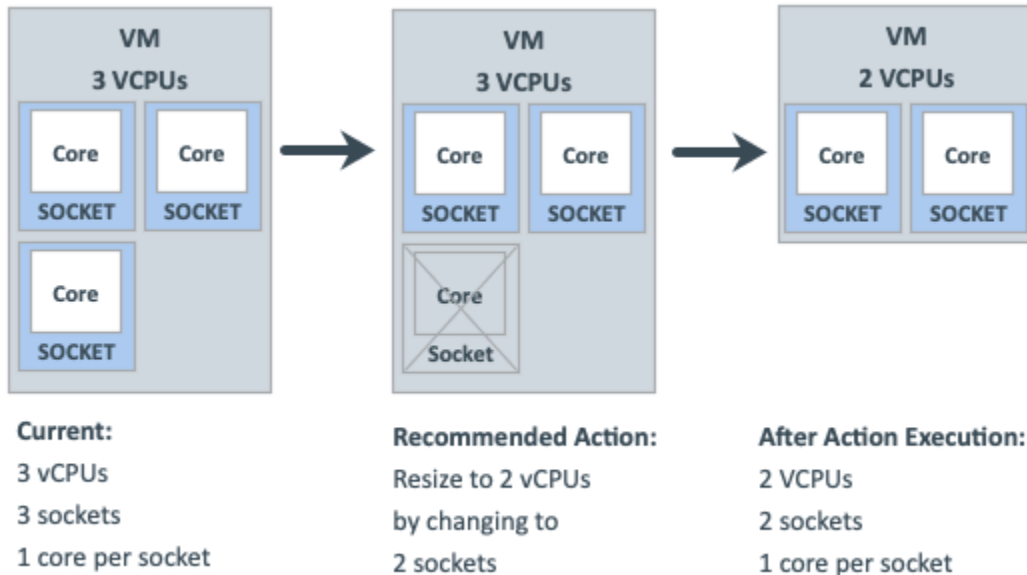 VM
3 VCPUs
Core
Core
SOCKET
SOCKET
Core
SOCKET
VM
3 VCPUs
Core
Core
SOCKET
SOCKET
Core
Socket
VM
2 VCPUs
Core
Core
SOCKET
SOCKET
Current:
3 vCPUs
3 sockets
1 core per socket
Recommended Action:
Resize to 2 vCPUs
by changing to
2 sockets
After Action Execution:
2 VCPUs
2 sockets
1 core per socket